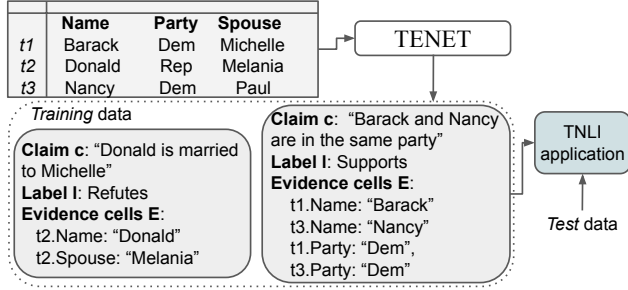 Name Party Spouse
t1 Barack Dem Michelle
t2 Donald Rep Melania
t3 Nancy Dem Paul
TENET
Training data
Claim c: “Donald is married
to Michelle”
Label l: Refutes
Evidence cells E:
t2.Name: “Donald”
t2.Spouse: “Melania”
Claim c: “Barack and Nancy
are in the same party”
Label l: Supports
Evidence cells E:
t1.Name: “Barack”
t3.Name: “Nancy”
t1.Party: “Dem”,
t3.Party: “Dem”
TNLI
application
Test data